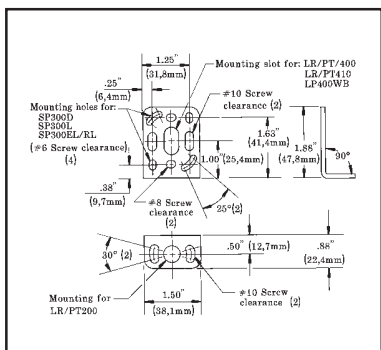 1.25"
(31,8mm)
.25"
(6,4mm)
Mounting slot for: LR/PT/400
LR/PT410
LP400WB
#10 Screw
clearance (2)
Mounting holes for:
SP300D
SP300L
SP300EL/RL
(#6 Screw clearance)
(4)
1.63"
(41,4mm)
1.88"
(47,8mm)
1.00"(25,4mm)
90°
.38"
(9,7mm)
#8 Screw
clearance
(2)
25°(2)
30° (2)
.50" (12,7mm)
.88"
(22,4mm)
Mounting for
LR/PT200
1.50"
(38,1mm)
#10 Screw
clearance (2)